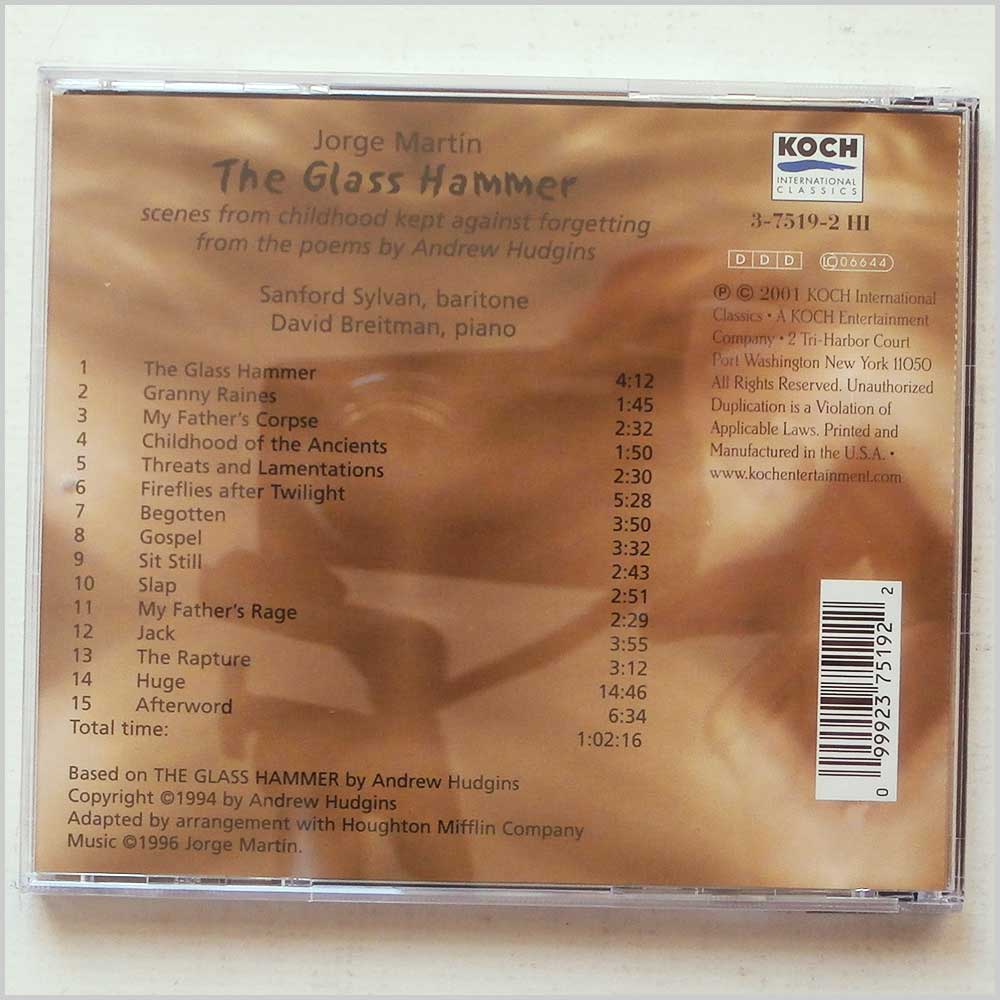 Jorge Martín
The Glass Hammer
scenes from childhood kept against forgetting
from the poems by Andrew Hudgins
Sanford Sylvan, baritone
David Breitman, piano
1 The Glass Hammer 4:12
2 Granny Raines 1:45
3 My Father's Corpse 2:32
4 Childhood of the Ancients 1:50
5 Threats and Lamentations 2:30
6 Fireflies after Twilight 5:28
7 Begotten 3:50
8 Gospel 3:32
9 Sit Still 2:43
10 Slap 2:51
11 My Father's Rage 2:29
12 Jack 3:55
13 The Rapture 3:12
14 Huge 14:46
15 Afterword 6:34
Total time: 1:02:16
Based on THE GLASS HAMMER by Andrew Hudgins
Copyright ©1994 by Andrew Hudgins
Adapted by arrangement with Houghton Mifflin Company
Music ©1996 Jorge Martín.
KOCH
INTERNATIONAL
CLASSICS
3-7519-2 HI
D D D LC 06644
℗ © 2001 KOCH International
Classics • A KOCH Entertainment
Company • 2 Tri-Harbor Court
Port Washington New York 11050
All Rights Reserved. Unauthorized
Duplication is a Violation of
Applicable Laws. Printed and
Manufactured in the U.S.A. •
www.kochentertainment.com
0 99923 75192 2